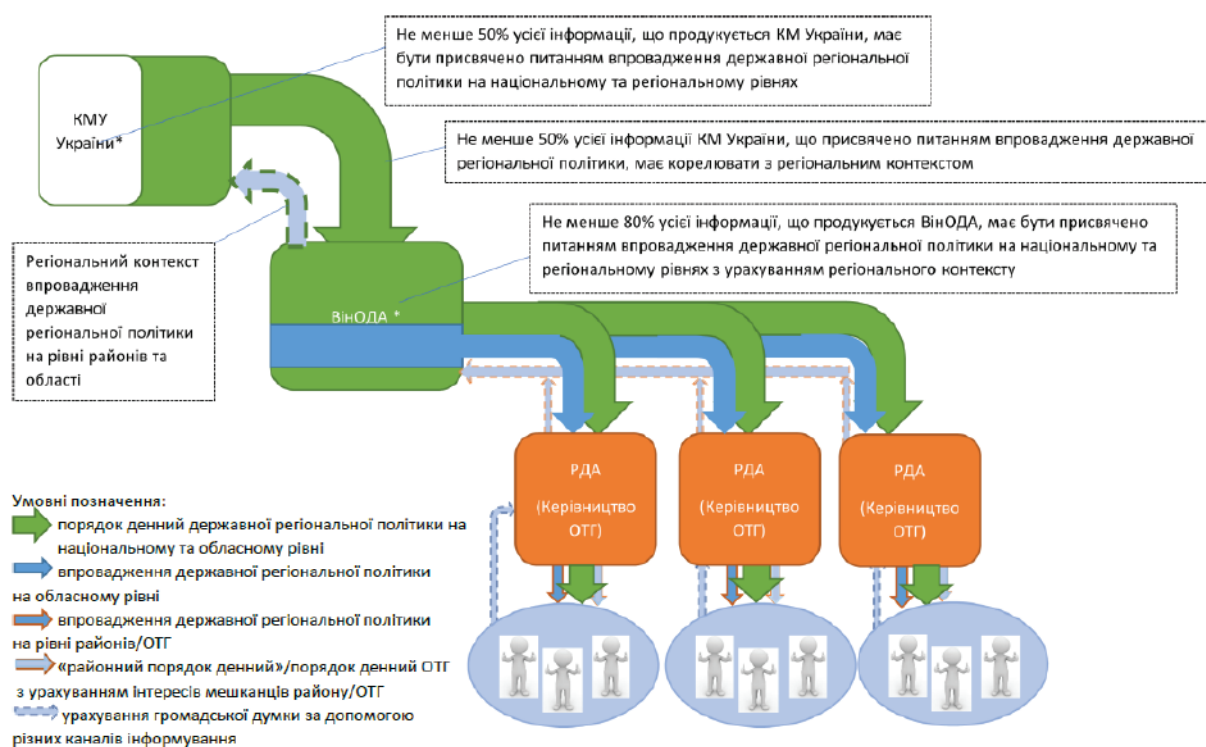 Не менше 50% усієї інформації, що продукується КМ України, має
бути присвячено питанням впровадження державної регіональної
політики на національному та регіональному рівнях
КМУ
України*
Не менше 50% усієї інформації КМ України, що присвячено питанням впровадження державної
регіональної політики, має корелювати з регіональним контекстом
Не менше 80% усієї інформації, що продукується ВінОДА, має бути присвячено
питанням впровадження державної регіональної політики на національному та
регіональному рівнях з урахуванням регіонального контексту
Регіональний контекст
впровадження
державної
регіональної політики
на рівні районів та
області
ВінОДА *
РДА
(Керівництво
ОТГ)
РДА
(Керівництво
ОТГ)
РДА
(Керівництво
ОТГ)
Умовні позначення:
порядок денний державної регіональної політики на
національному та обласному рівні
впровадження державної регіональної політики
на обласному рівні
впровадження державної регіональної політики
на рівні районів/ОТГ
«районний порядок денний»/порядок денний ОТГ
з урахуванням інтересів мешканців району/ОТГ
урахування громадської думки за допомогою
різних каналів інформування